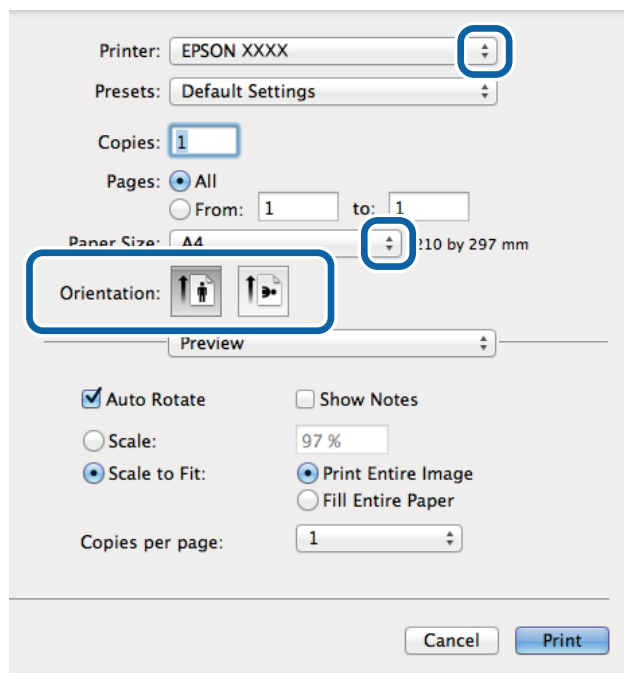 Printer: EPSON XXXX
Presets: Default Settings
Copies: 1
Pages: All
From: 1 to: 1
Paper Size: A4 210 by 297 mm
Orientation:
Preview
Auto Rotate Show Notes
Scale: 97 %
Scale to Fit: Print Entire Image
Fill Entire Paper
Copies per page: 1
Cancel Print